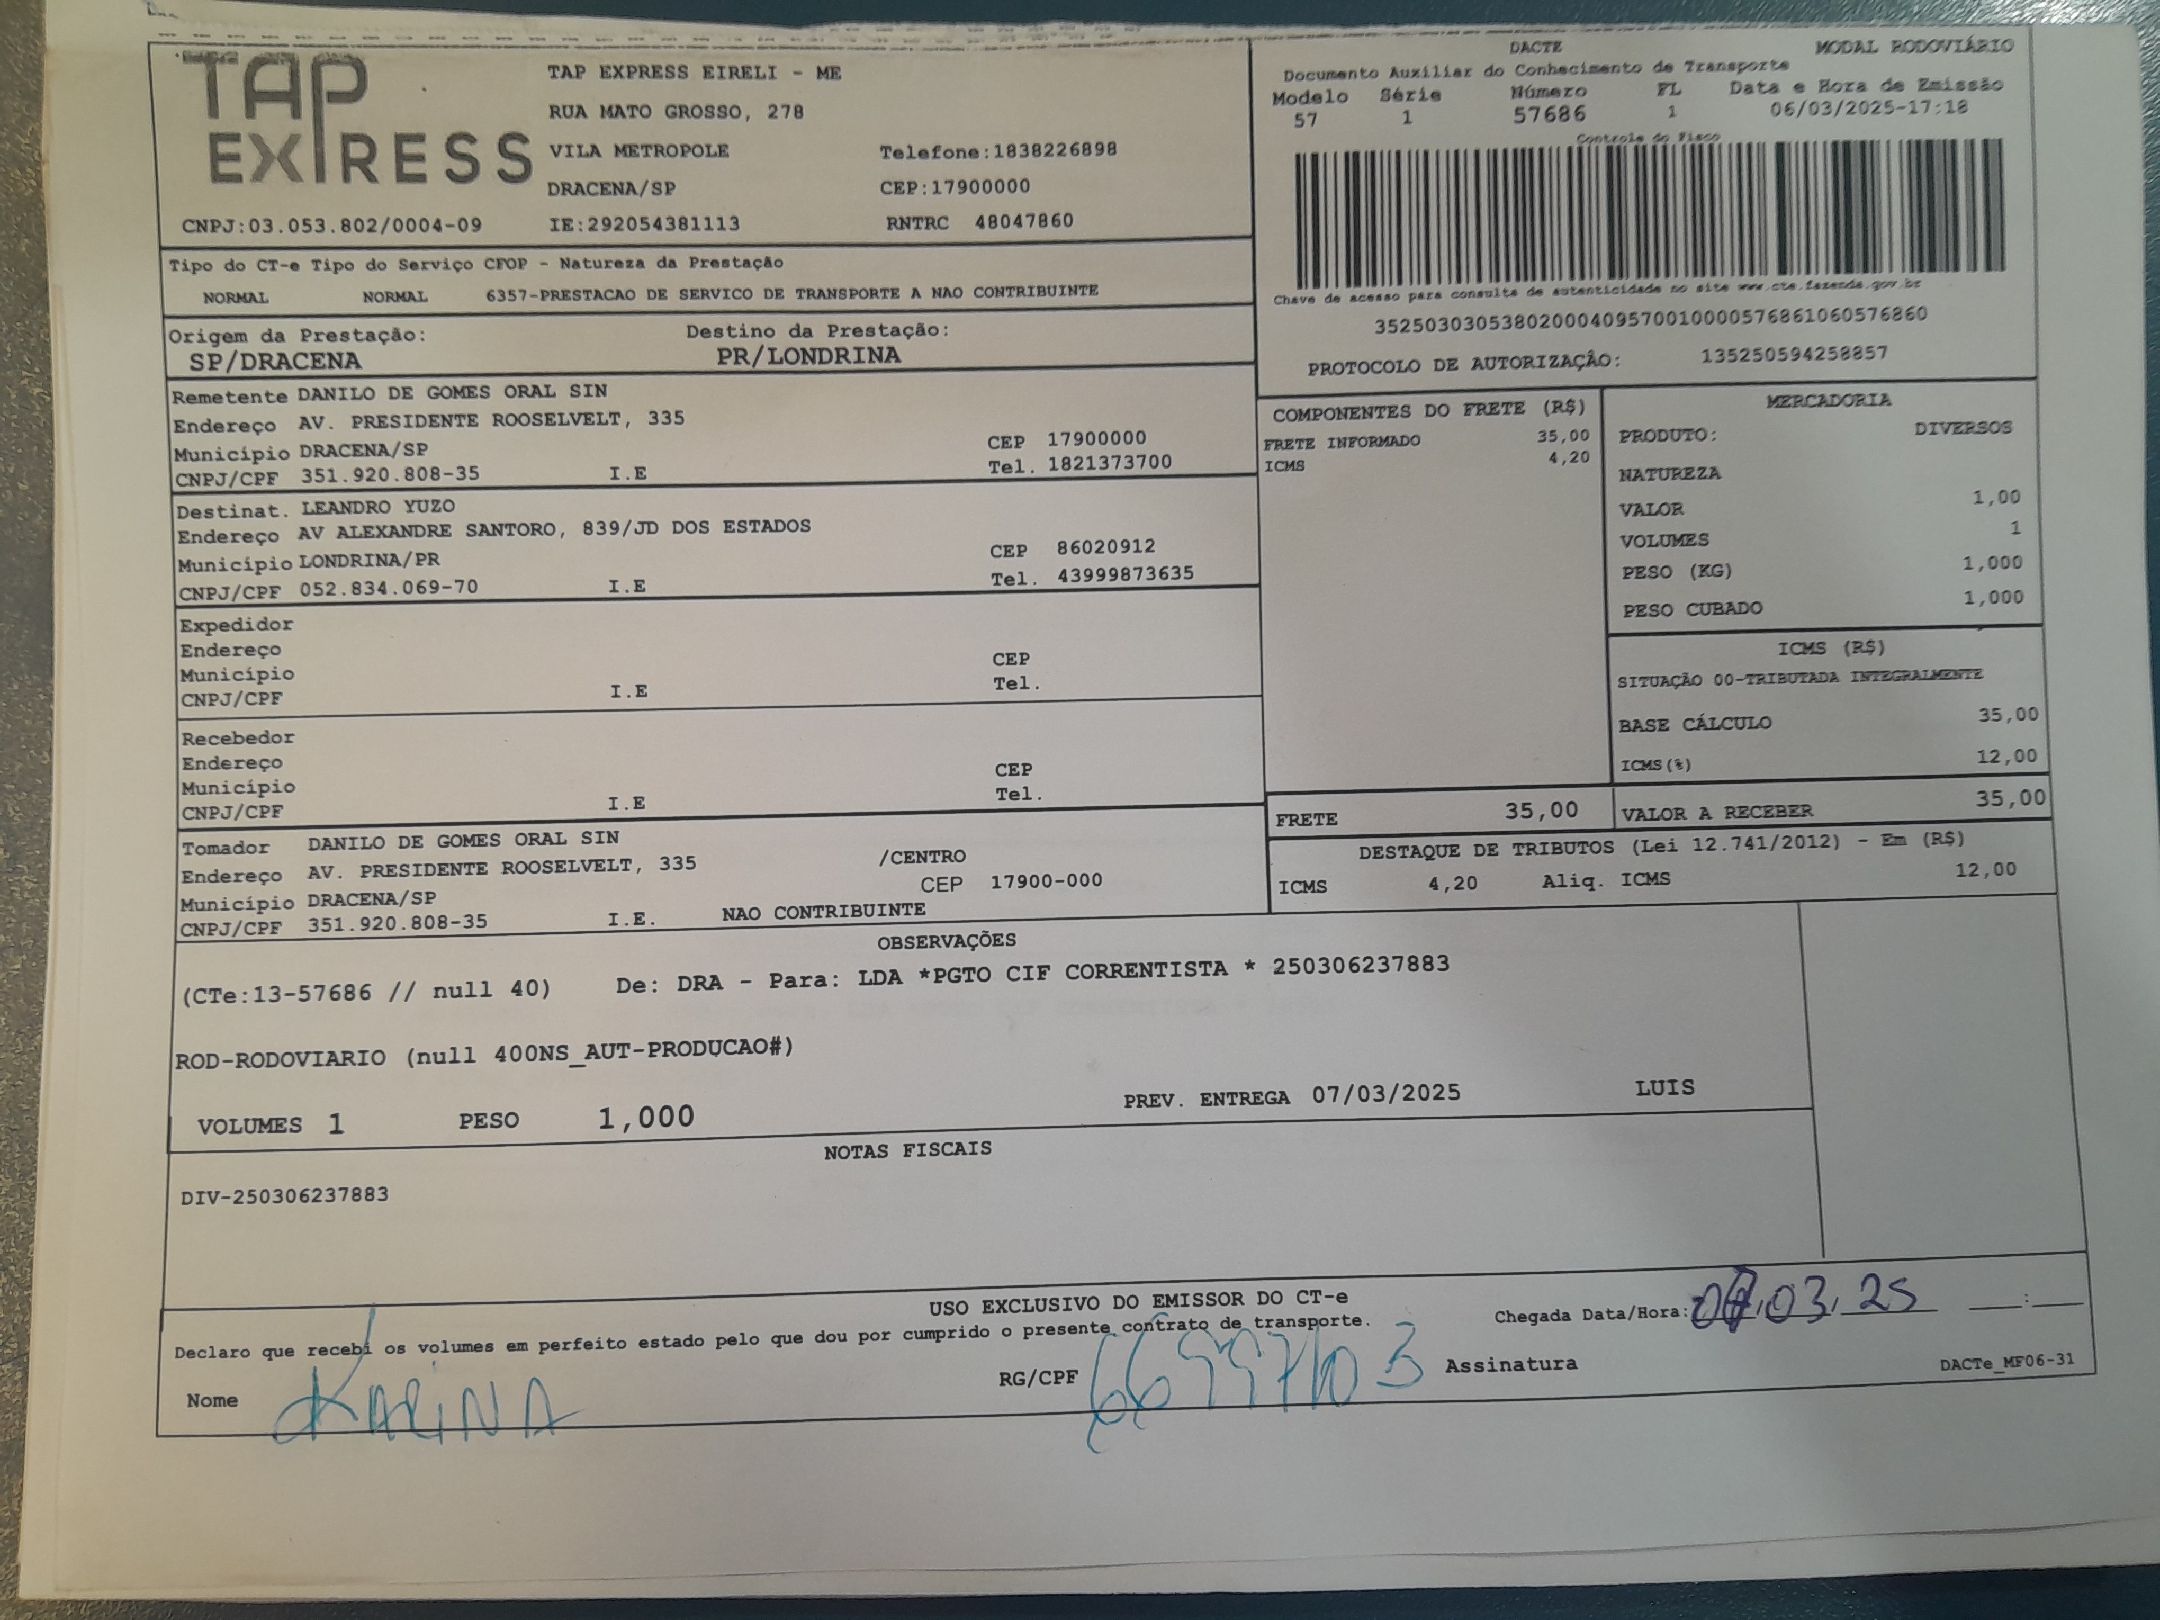 TAP EXPRESS
TAP EXPRESS EIRELI - ME
RUA MATO GROSSO, 278
VILA METROPOLE Telefone:1838226898
DRACENA/SP CEP:17900000
CNPJ:03.053.802/0004-09 IE:292054381113 RNTRC 48047860
DACTE MODAL RODOVIÁRIO
Documento Auxiliar do Conhecimento de Transporte
Modelo Série Número FL Data e Hora de Emissão
57 1 57686 1 06/03/2025-17:18
Controle do Fisco
Chave de acesso para consulta de autenticidade no site www.cte.fazenda.gov.br
35250303053802000409570010000576861060576860
PROTOCOLO DE AUTORIZAÇÃO: 135250594258857
Tipo do CT-e Tipo do Serviço CFOP - Natureza da Prestação
NORMAL NORMAL 6357-PRESTACAO DE SERVICO DE TRANSPORTE A NAO CONTRIBUINTE
Origem da Prestação: Destino da Prestação:
SP/DRACENA PR/LONDRINA
Remetente DANILO DE GOMES ORAL SIN
Endereço AV. PRESIDENTE ROOSELVELT, 335
Município DRACENA/SP CEP 17900000
CNPJ/CPF 351.920.808-35 I.E Tel. 1821373700
Destinat. LEANDRO YUZO
Endereço AV ALEXANDRE SANTORO, 839/JD DOS ESTADOS
Município LONDRINA/PR CEP 86020912
CNPJ/CPF 052.834.069-70 I.E Tel. 43999873635
Expedidor
Endereço
Município CEP
CNPJ/CPF I.E Tel.
Recebedor
Endereço
Município CEP
CNPJ/CPF I.E Tel.
Tomador DANILO DE GOMES ORAL SIN
Endereço AV. PRESIDENTE ROOSELVELT, 335 /CENTRO
Município DRACENA/SP CEP 17900-000
CNPJ/CPF 351.920.808-35 I.E. NAO CONTRIBUINTE
COMPONENTES DO FRETE (R$)
FRETE INFORMADO 35,00
ICMS 4,20
MERCADORIA
PRODUTO: DIVERSOS
NATUREZA
VALOR 1,00
VOLUMES 1
PESO (KG) 1,000
PESO CUBADO 1,000
ICMS (R$)
SITUAÇÃO 00-TRIBUTADA INTEGRALMENTE
BASE CÁLCULO 35,00
ICMS(%) 12,00
FRETE 35,00 VALOR A RECEBER 35,00
DESTAQUE DE TRIBUTOS (Lei 12.741/2012) - Em (R$)
ICMS 4,20 Aliq. ICMS 12,00
OBSERVAÇÕES
(CTe:13-57686 // null 40) De: DRA - Para: LDA *PGTO CIF CORRENTISTA * 250306237883
ROD-RODOVIARIO (null 400NS_AUT-PRODUCAO#)
VOLUMES 1 PESO 1,000 PREV. ENTREGA 07/03/2025 LUIS
NOTAS FISCAIS
DIV-250306237883
USO EXCLUSIVO DO EMISSOR DO CT-e
Declaro que recebi os volumes em perfeito estado pelo que dou por cumprido o presente contrato de transporte.
Chegada Data/Hora: 07.03.25 __:__
Nome KARINA RG/CPF Assinatura DACTe_MF06-31